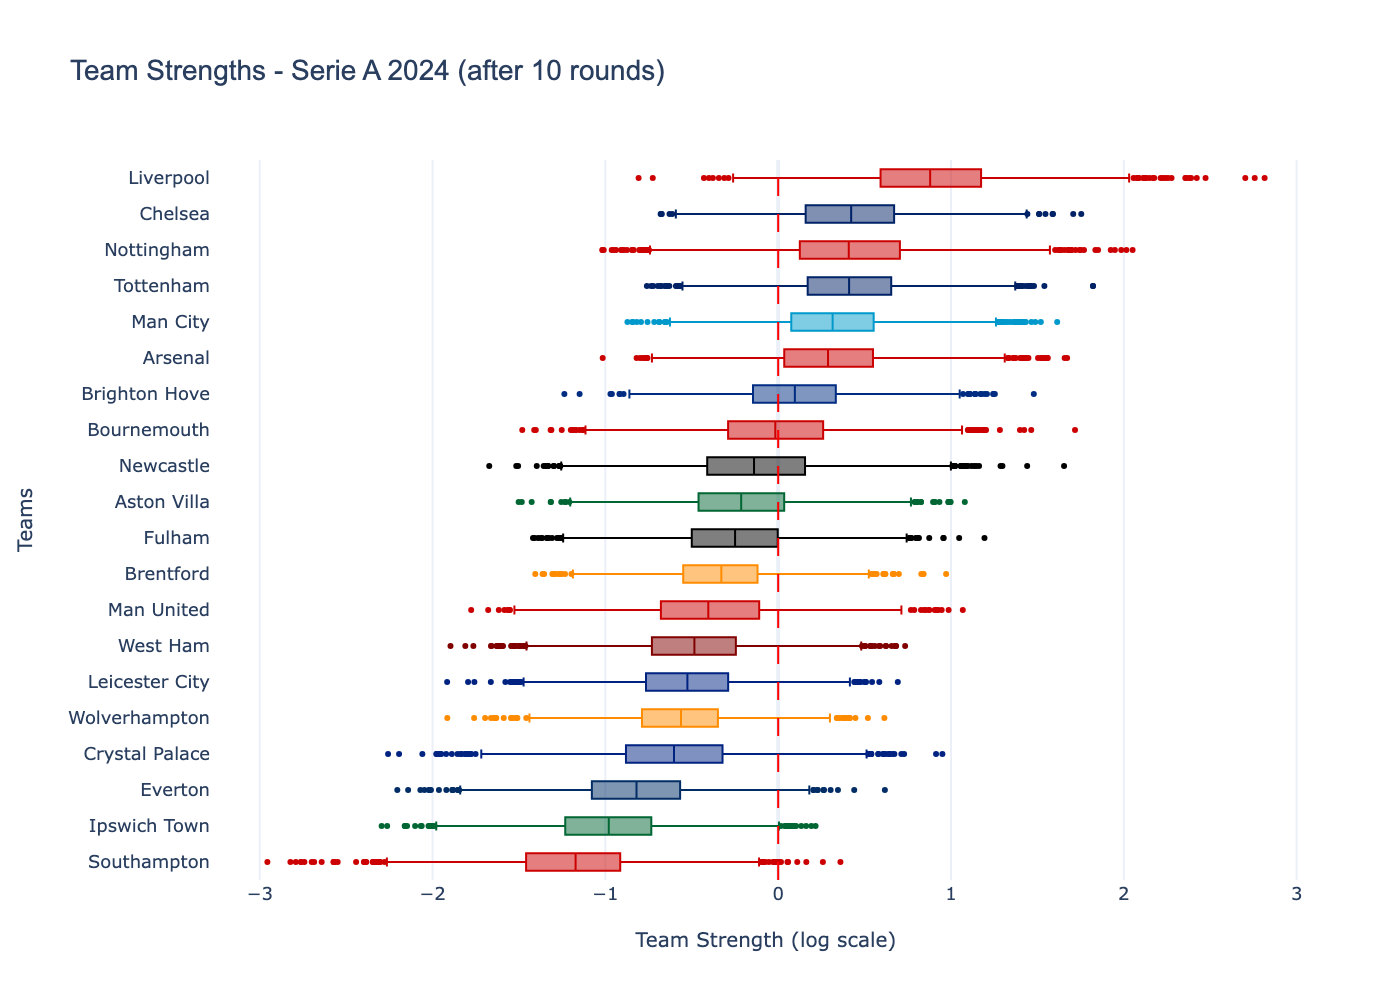 Team Strengths - Serie A 2024 (after 10 rounds)
Teams
Liverpool
Chelsea
Nottingham
Tottenham
Man City
Arsenal
Brighton Hove
Bournemouth
Newcastle
Aston Villa
Fulham
Brentford
Man United
West Ham
Leicester City
Wolverhampton
Crystal Palace
Everton
Ipswich Town
Southampton
−3 −2 −1 0 1 2 3
Team Strength (log scale)